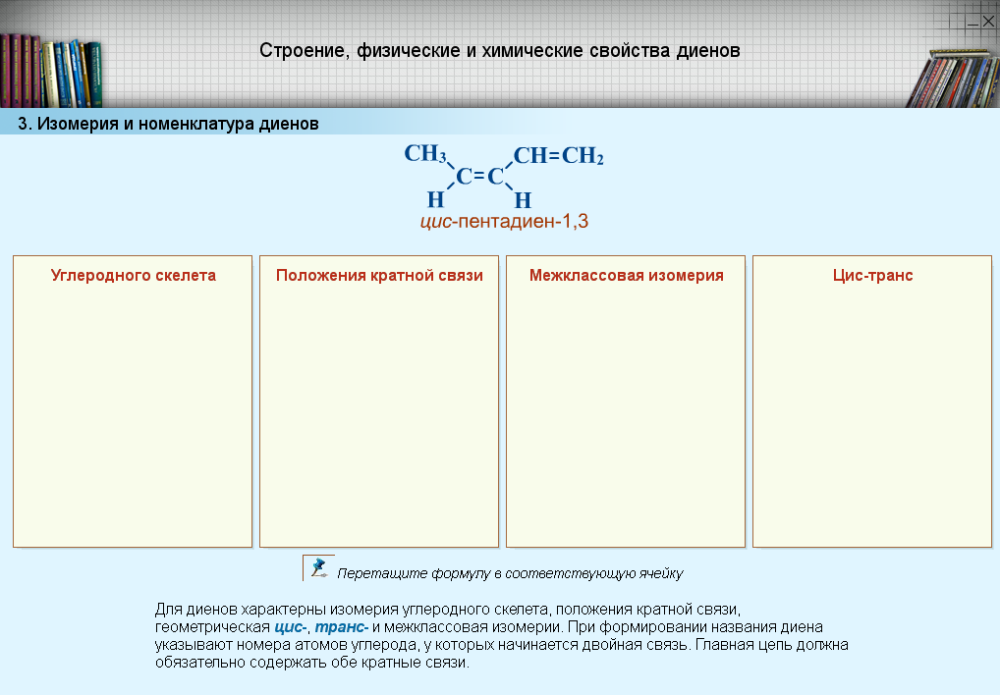 Строение, физические и химические свойства диенов
3. Изомерия и номенклатура диенов
CH₃ CH=CH₂
C=C
H H
цис-пентадиен-1,3
Углеродного скелета
Положения кратной связи
Межклассовая изомерия
Цис-транс
Перетащите формулу в соответствующую ячейку
Для диенов характерны изомерия углеродного скелета, положения кратной связи,
геометрическая цис-, транс- и межклассовая изомерии. При формировании названия диена
указывают номера атомов углерода, у которых начинается двойная связь. Главная цепь должна
обязательно содержать обе кратные связи.